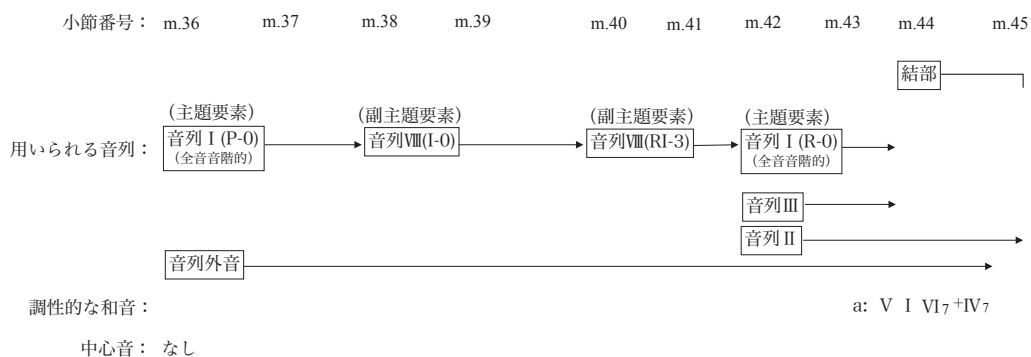 小節番号： m.36 m.37 m.38 m.39 m.40 m.41 m.42 m.43 m.44 m.45
結部
(主題要素) (副主題要素) (副主題要素) (主題要素)
用いられる音列： 音列Ⅰ(P-0) 音列Ⅷ(I-0) 音列Ⅷ(RI-3) 音列Ⅰ(R-0)
(全音音階的) (全音音階的)
音列Ⅲ
音列Ⅱ
音列外音
調性的な和音： a: Ⅴ Ⅰ Ⅵ7 +Ⅳ7
中心音： なし